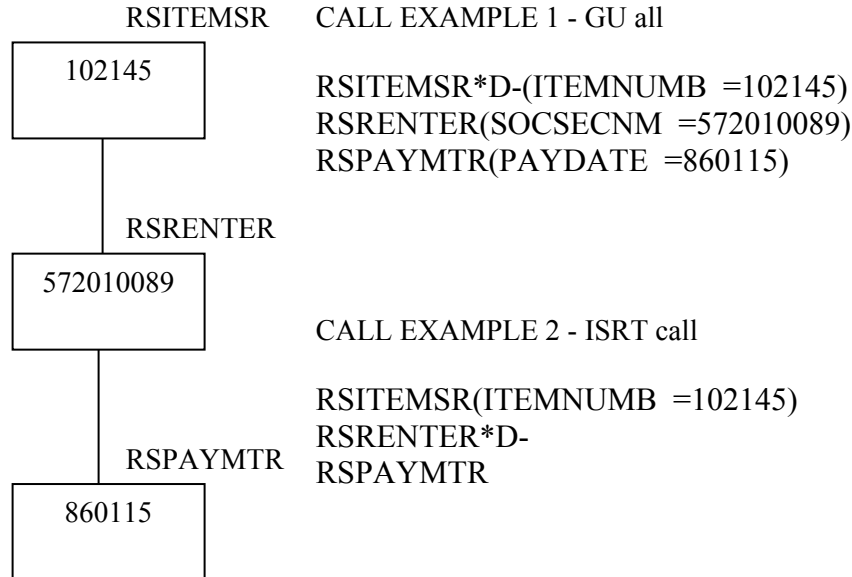 RSITEMSR
102145
RSRENTER
572010089
RSPAYMTR
860115
CALL EXAMPLE 1 - GU all
RSITEMSR*D-(ITEMNUMB =102145)
RSRENTER(SOCSECNM =572010089)
RSPAYMTR(PAYDATE =860115)
CALL EXAMPLE 2 - ISRT call
RSITEMSR(ITEMNUMB =102145)
RSRENTER*D-
RSPAYMTR